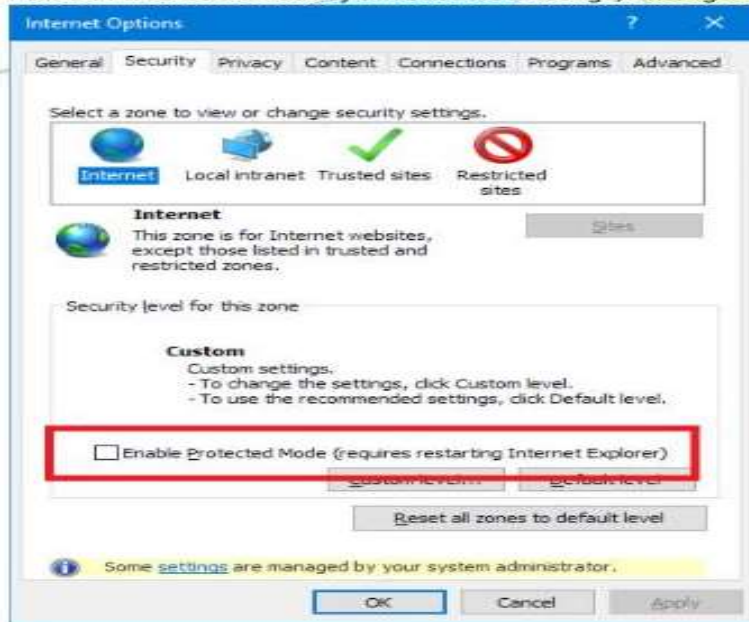 Internet Options ? ×
General Security Privacy Content Connections Programs Advanced
Select a zone to view or change security settings.
Internet Local intranet Trusted sites Restricted
sites
Internet
This zone is for Internet websites,
except those listed in trusted and
restricted zones.
Sites
Security level for this zone
Custom
Custom settings.
- To change the settings, click Custom level.
- To use the recommended settings, click Default level.
Enable Protected Mode (requires restarting Internet Explorer)
Custom level... Default level
Reset all zones to default level
Some settings are managed by your system administrator.
OK Cancel Apply